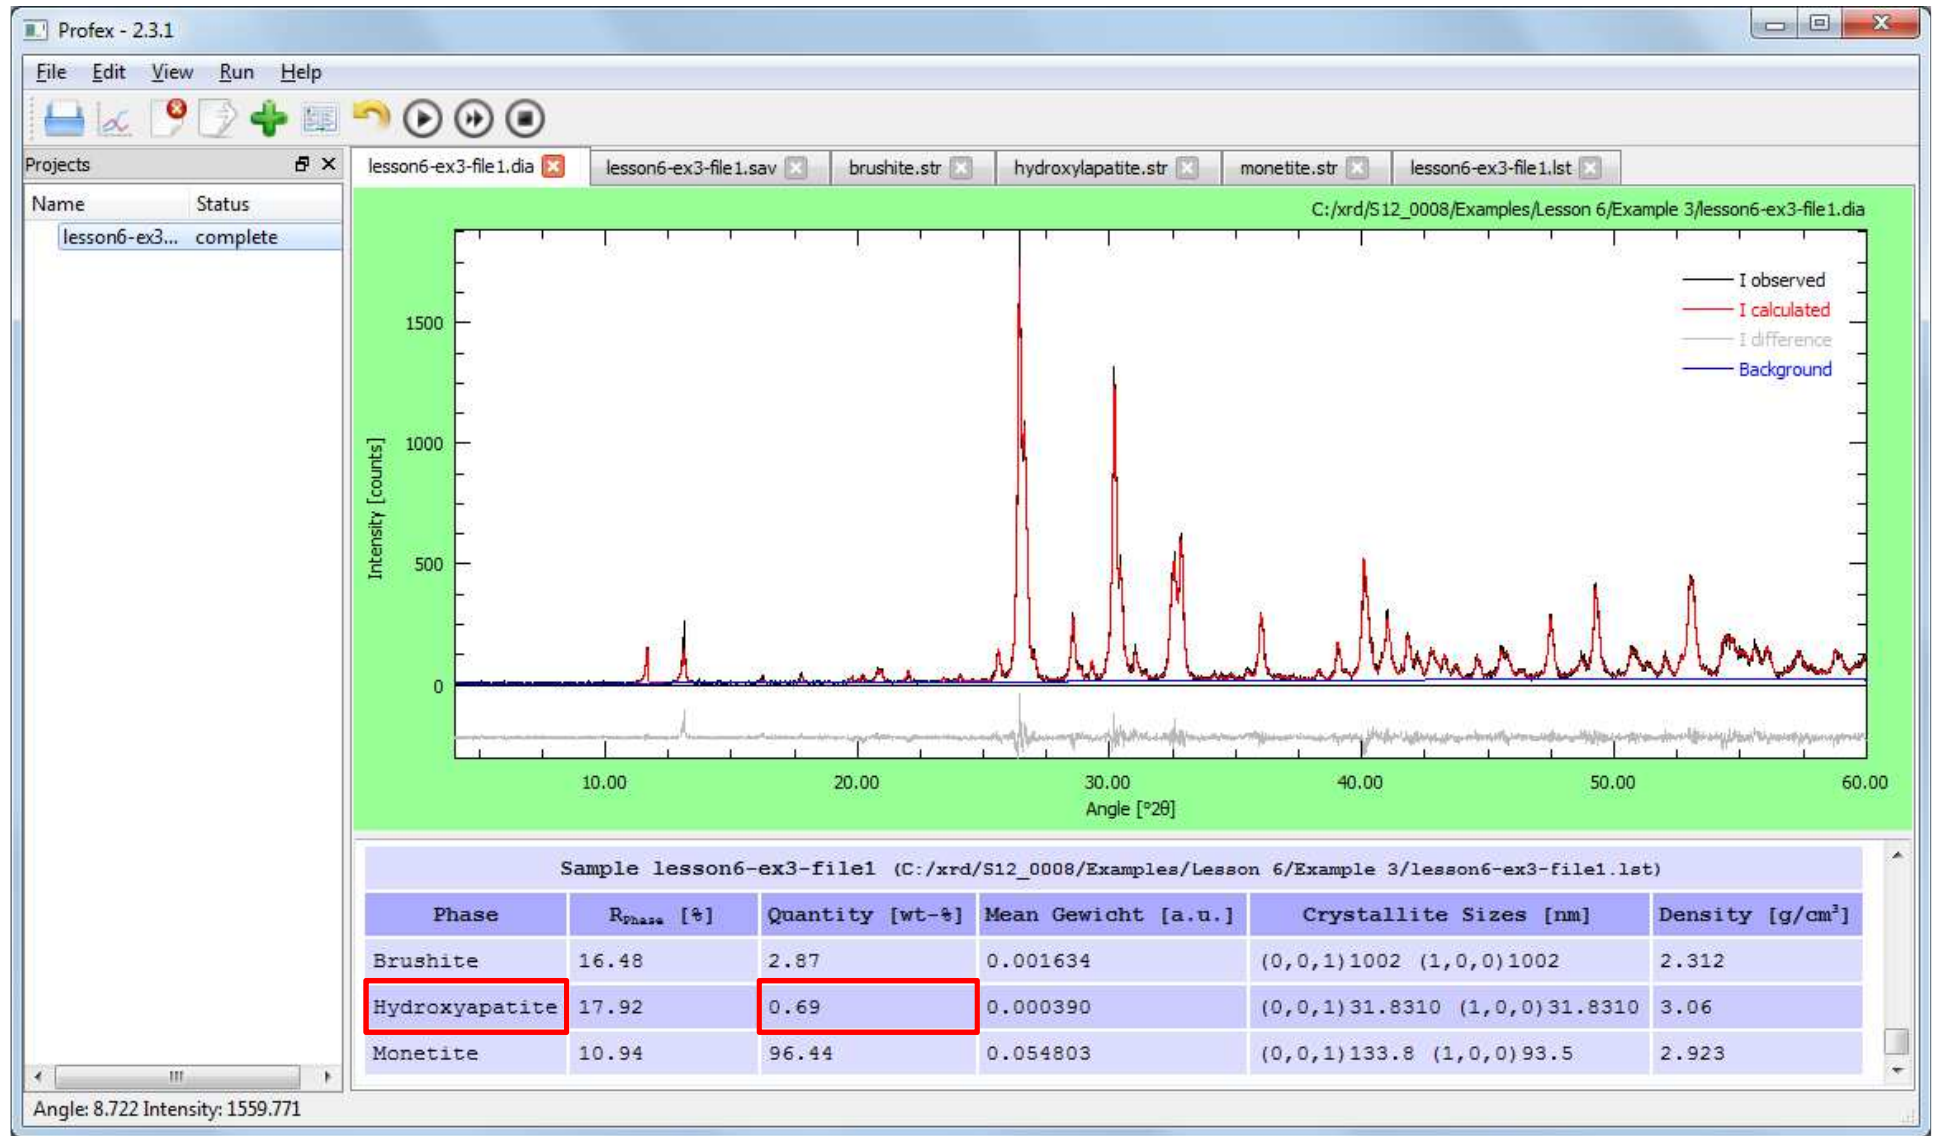 Profex - 2.3.1
File Edit View Run Help
Projects
Name Status
lesson6-ex3... complete
lesson6-ex3-file1.dia lesson6-ex3-file1.sav brushite.str hydroxylapatite.str monetite.str lesson6-ex3-file1.lst
C:/xrd/S12_0008/Examples/Lesson 6/Example 3/lesson6-ex3-file1.dia
I observed
I calculated
I difference
Background
1500
1000
500
0
Intensity [counts]
10.00 20.00 30.00 40.00 50.00 60.00
Angle [°2θ]
Sample lesson6-ex3-file1 (C:/xrd/S12_0008/Examples/Lesson 6/Example 3/lesson6-ex3-file1.lst)
Phase RPhase [%] Quantity [wt-%] Mean Gewicht [a.u.] Crystallite Sizes [nm] Density [g/cm³]
Brushite 16.48 2.87 0.001634 (0,0,1)1002 (1,0,0)1002 2.312
Hydroxyapatite 17.92 0.69 0.000390 (0,0,1)31.8310 (1,0,0)31.8310 3.06
Monetite 10.94 96.44 0.054803 (0,0,1)133.8 (1,0,0)93.5 2.923
Angle: 8.722 Intensity: 1559.771